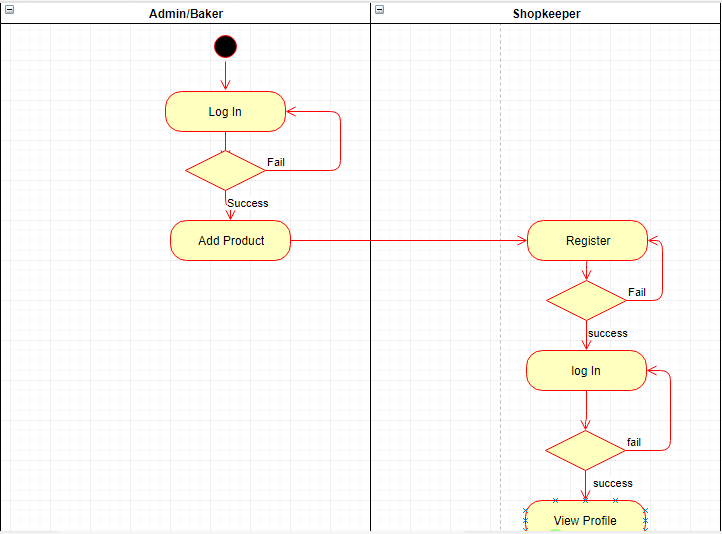 Admin/Baker
Shopkeeper
Log In
Fail
Success
Add Product
Register
Fail
success
log In
fail
success
View Profile